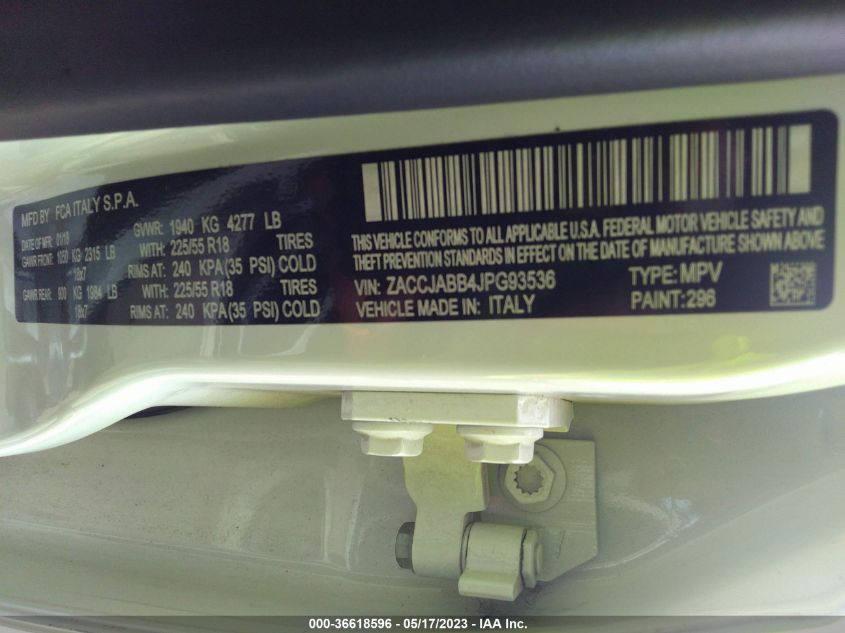 MFD BY FCA ITALY S.P.A.
DATE OF MFR 01/18 GVWR: 1940 KG 4277 LB
GAWR FRONT: 1050 KG 2315 LB WITH: 225/55 R18 TIRES
18x7 RIMS AT: 240 KPA(35 PSI) COLD
GAWR REAR: 900 KG 1984 LB WITH: 225/55 R18 TIRES
18x7 RIMS AT: 240 KPA(35 PSI) COLD
THIS VEHICLE CONFORMS TO ALL APPLICABLE U.S.A. FEDERAL MOTOR VEHICLE SAFETY AND
THEFT PREVENTION STANDARDS IN EFFECT ON THE DATE OF MANUFACTURE SHOWN ABOVE.
VIN: ZACCJABB4JPG93536 TYPE: MPV
VEHICLE MADE IN: ITALY PAINT: 296
000-36618596 - 05/17/2023 - IAA Inc.